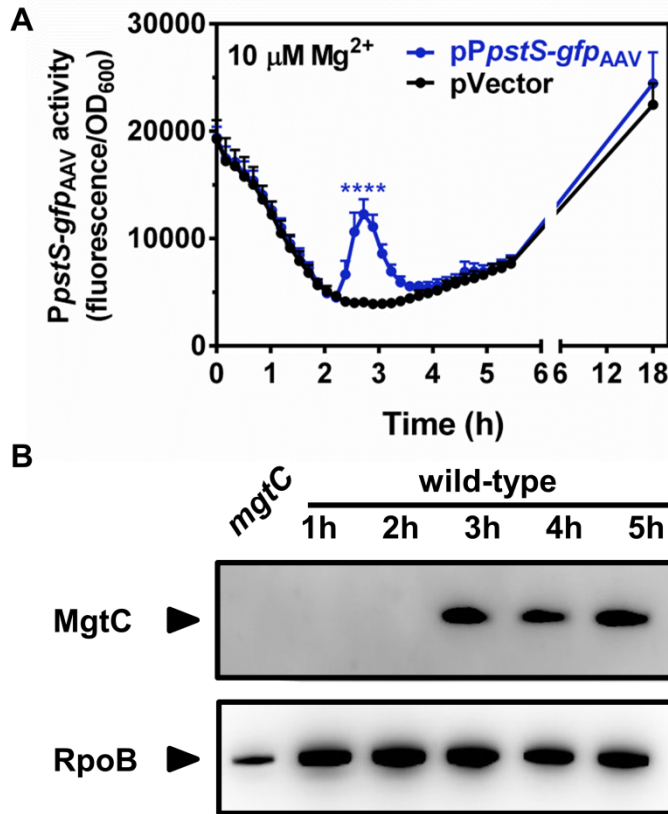 A
PpstS-gfpAAV activity
(fluorescence/OD600)
30000
20000
10000
0
10 μM Mg2+
pPpstS-gfpAAV
pVector
****
0 1 2 3 4 5 6 6 12 18
Time (h)
B
mgtC
wild-type
1h 2h 3h 4h 5h
MgtC
RpoB